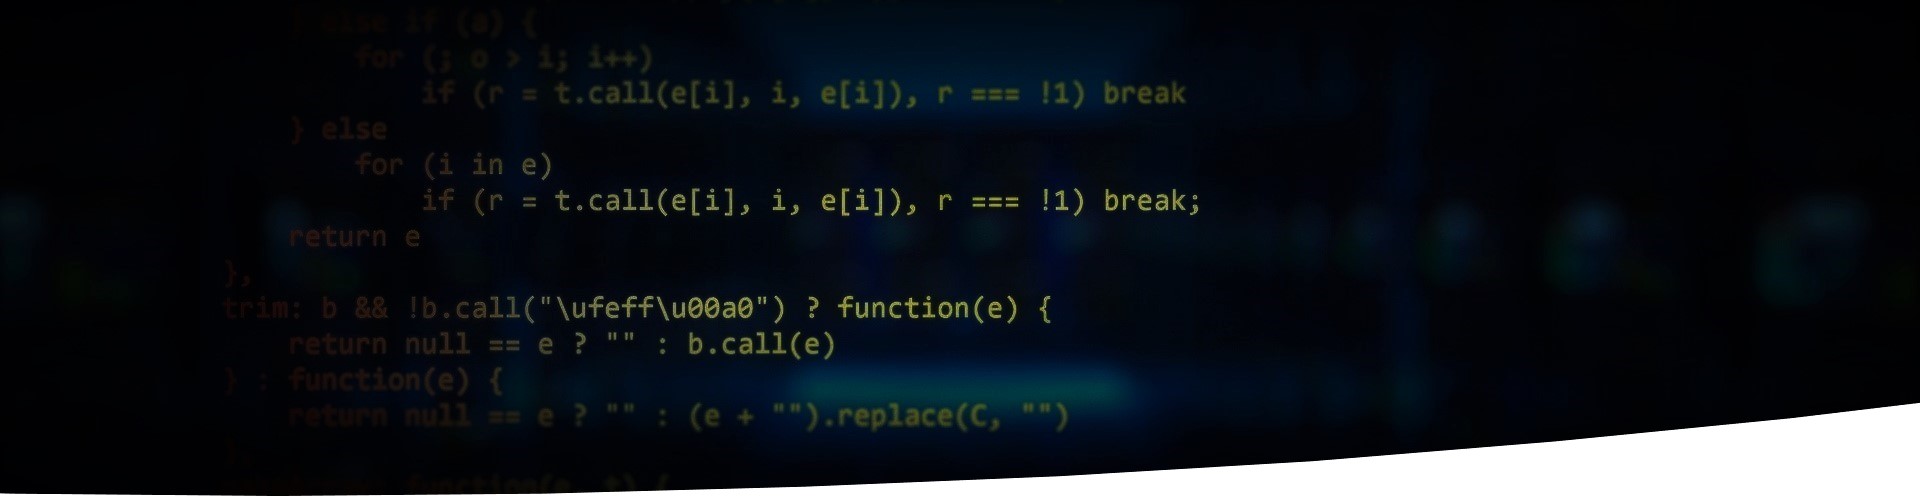 } else if (a) {
for (; o > i; i++)
if (r = t.call(e[i], i, e[i]), r === !1) break
} else
for (i in e)
if (r = t.call(e[i], i, e[i]), r === !1) break;
return e
},
trim: b && !b.call("\ufeff\u00a0") ? function(e) {
return null == e ? "" : b.call(e)
} : function(e) {
return null == e ? "" : (e + "").replace(C, "")
},
function(e, t) {